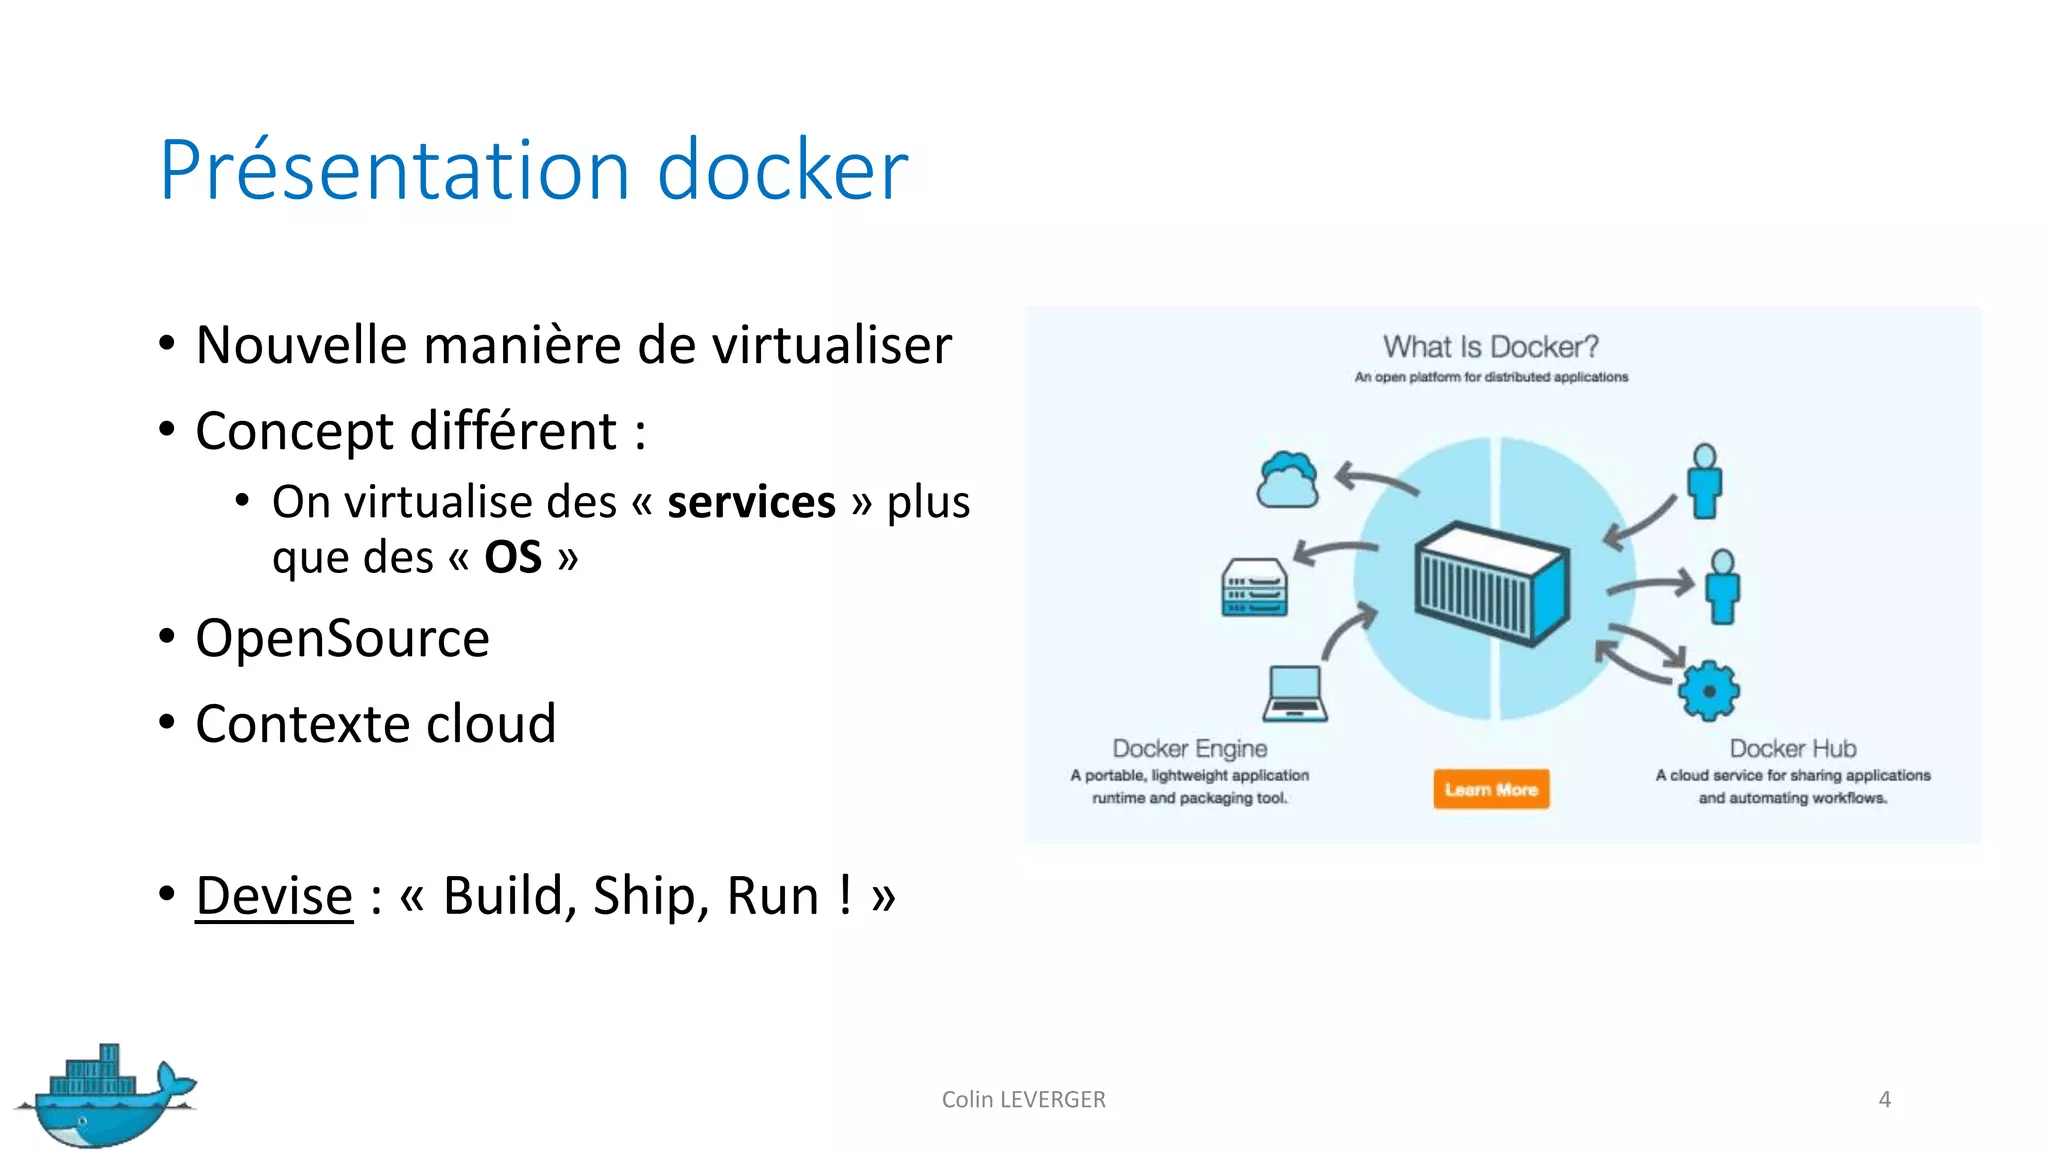 Présentation docker
• Nouvelle manière de virtualiser
• Concept différent :
• On virtualise des « services » plus
que des « OS »
• OpenSource
• Contexte cloud
• Devise : « Build, Ship, Run ! »
What Is Docker?
An open platform for distributed applications
Docker Engine
A portable, lightweight application
runtime and packaging tool.
Learn More
Docker Hub
A cloud service for sharing applications
and automating workflows.
Colin LEVERGER
4